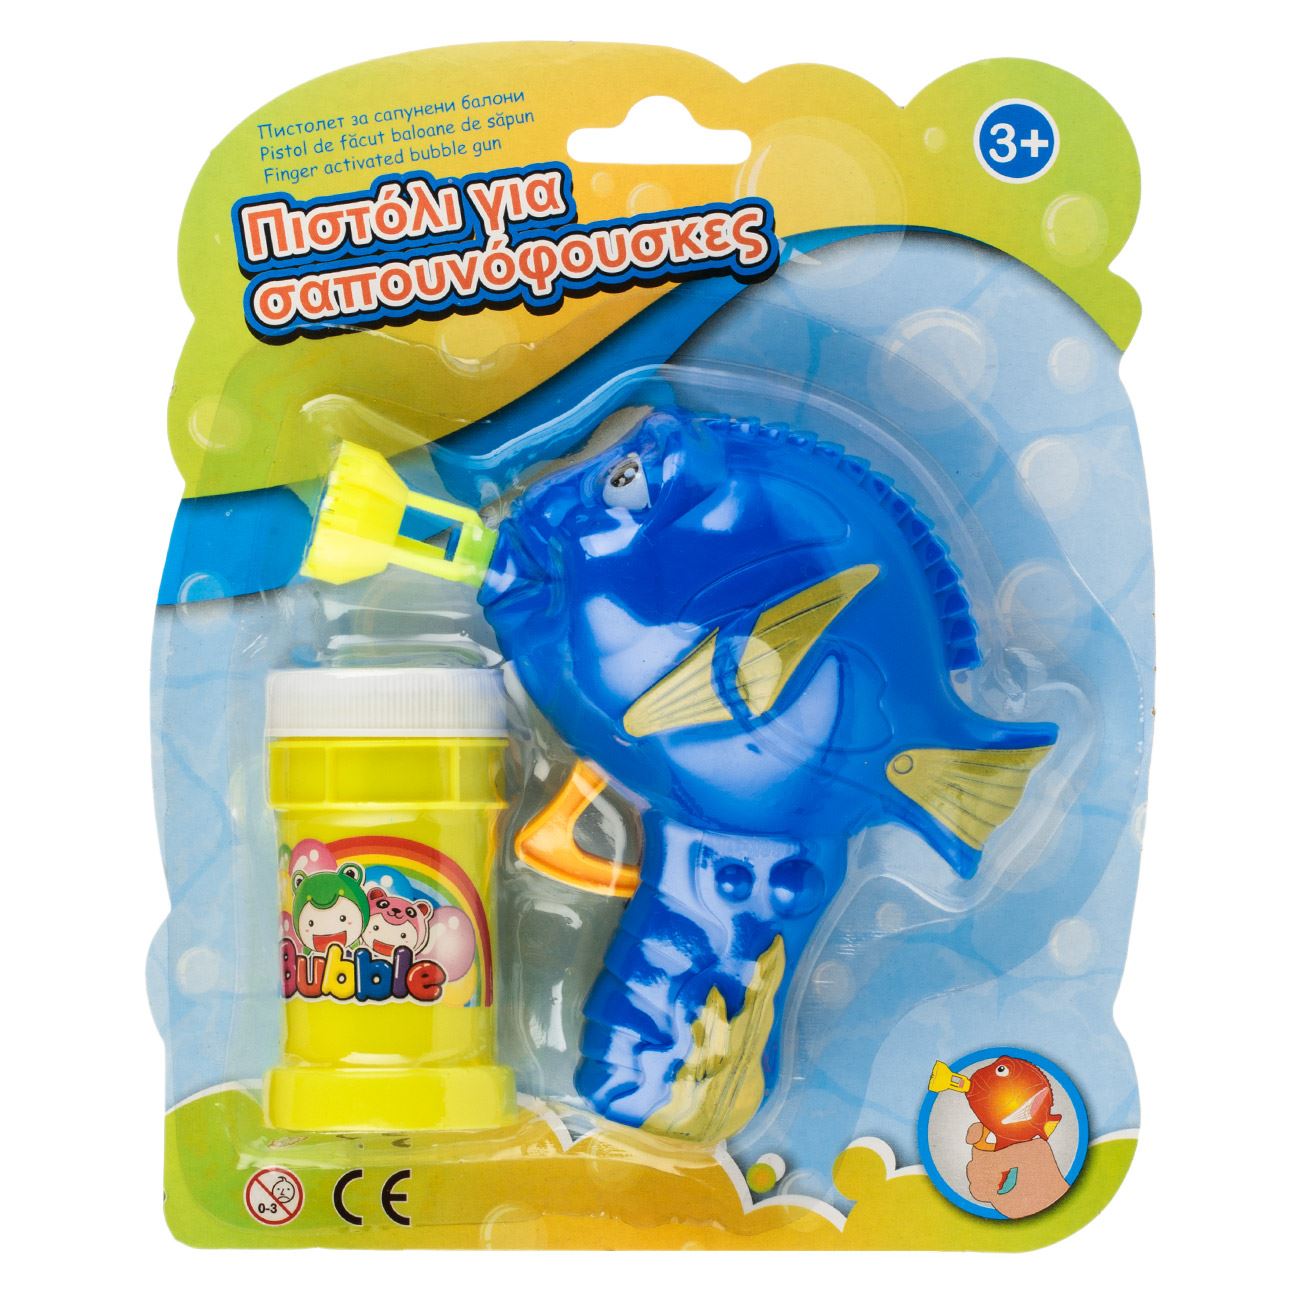 Пистолет за сапунени балони
Pistol de făcut baloane de săpun
Finger activated bubble gun
Πιστόλι για
σαπουνόφουσκες
3+
Bubble
0-3
CE